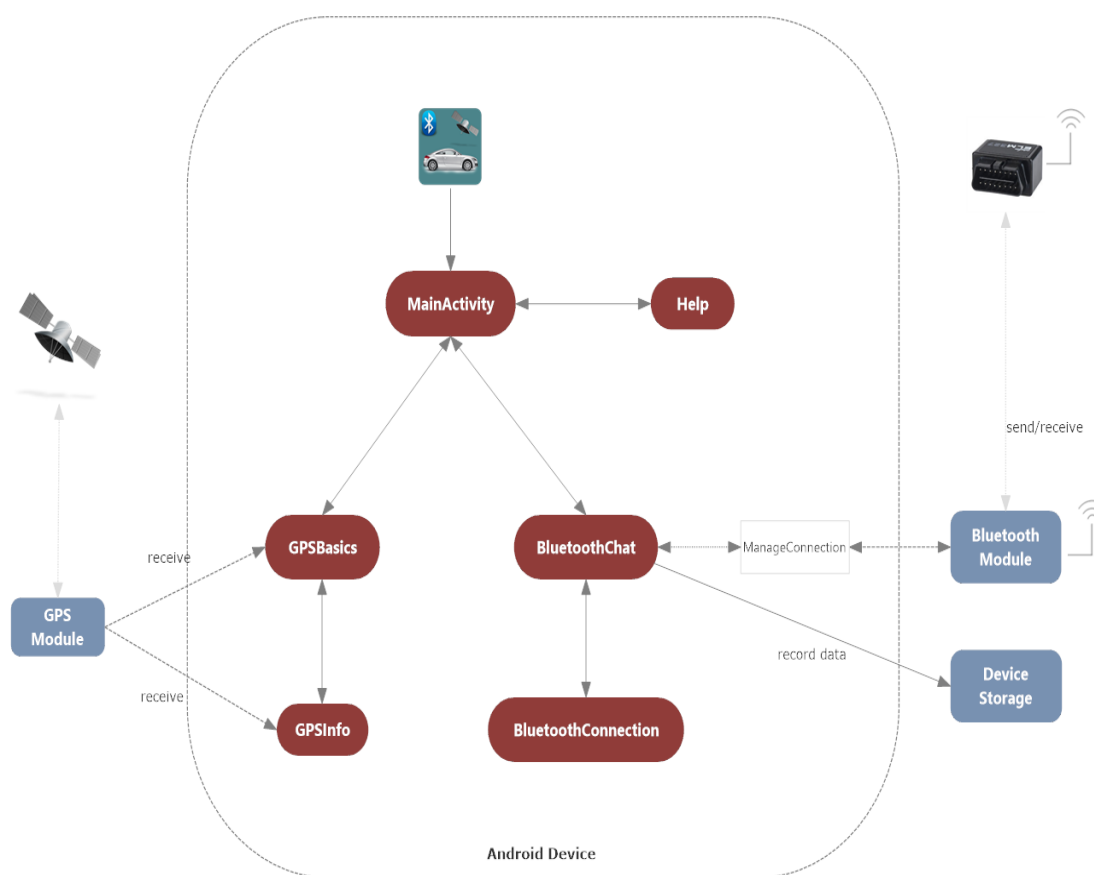 MainActivity
Help
send/receive
GPSBasics
BluetoothChat
ManageConnection
Bluetooth
Module
receive
GPS
Module
record data
Device
Storage
receive
GPSInfo
BluetoothConnection
Android Device